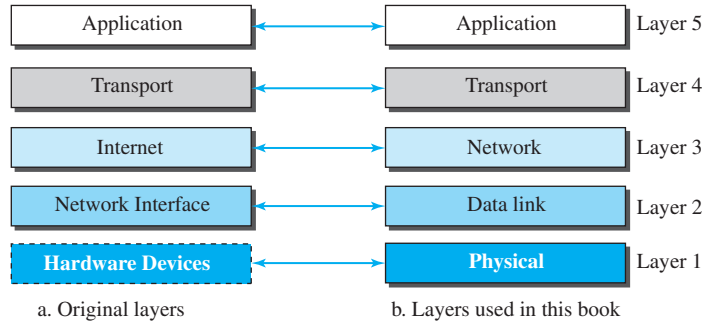 Application Application Layer 5
Transport Transport Layer 4
Internet Network Layer 3
Network Interface Data link Layer 2
Hardware Devices Physical Layer 1
a. Original layers b. Layers used in this book